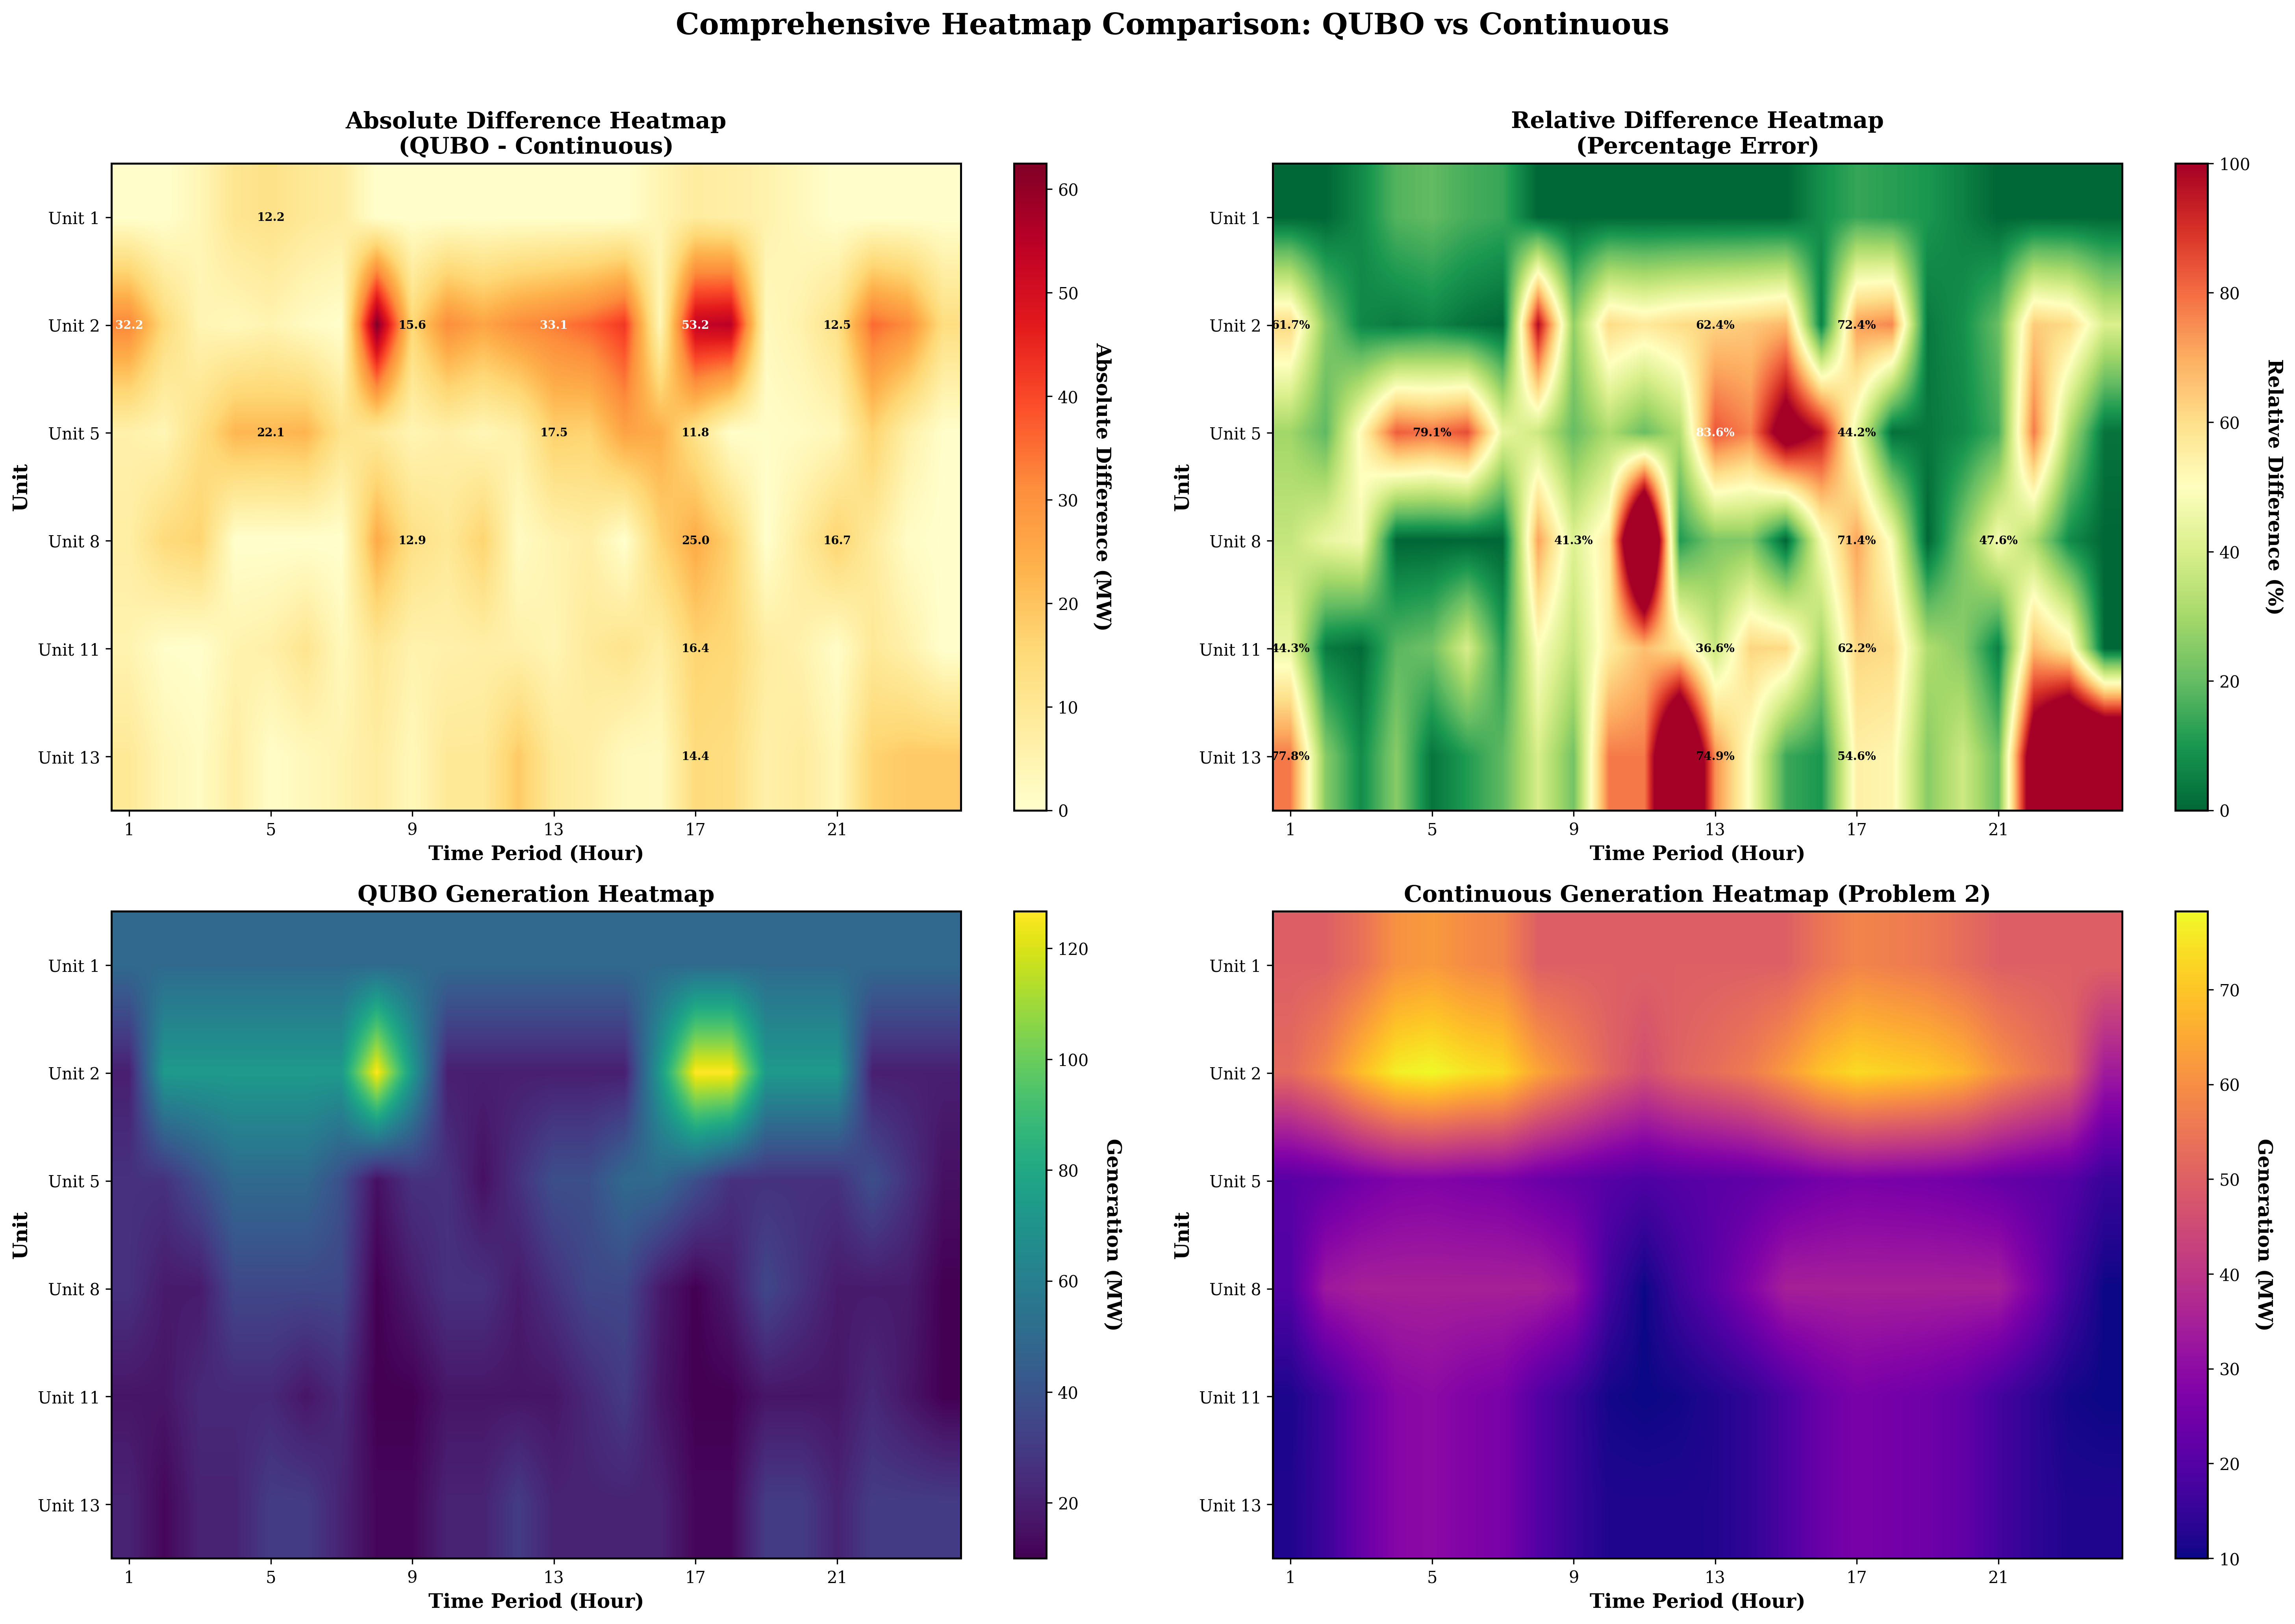 Comprehensive Heatmap Comparison: QUBO vs Continuous
Absolute Difference Heatmap
(QUBO - Continuous)
Unit
Unit 1
Unit 2
Unit 5
Unit 8
Unit 11
Unit 13
12.2
32.2
15.6
33.1
53.2
12.5
22.1
17.5
11.8
12.9
25.0
16.7
16.4
14.4
1 5 9 13 17 21
Time Period (Hour)
60
50
40
30
20
10
0
Absolute Difference (MW)
Relative Difference Heatmap
(Percentage Error)
Unit
Unit 1
Unit 2
Unit 5
Unit 8
Unit 11
Unit 13
61.7%
62.4%
72.4%
79.1%
83.6%
44.2%
41.3%
71.4%
47.6%
44.3%
36.6%
62.2%
77.8%
74.9%
54.6%
1 5 9 13 17 21
Time Period (Hour)
100
80
60
40
20
0
Relative Difference (%)
QUBO Generation Heatmap
Unit
Unit 1
Unit 2
Unit 5
Unit 8
Unit 11
Unit 13
1 5 9 13 17 21
Time Period (Hour)
120
100
80
60
40
20
Generation (MW)
Continuous Generation Heatmap (Problem 2)
Unit
Unit 1
Unit 2
Unit 5
Unit 8
Unit 11
Unit 13
1 5 9 13 17 21
Time Period (Hour)
70
60
50
40
30
20
10
Generation (MW)